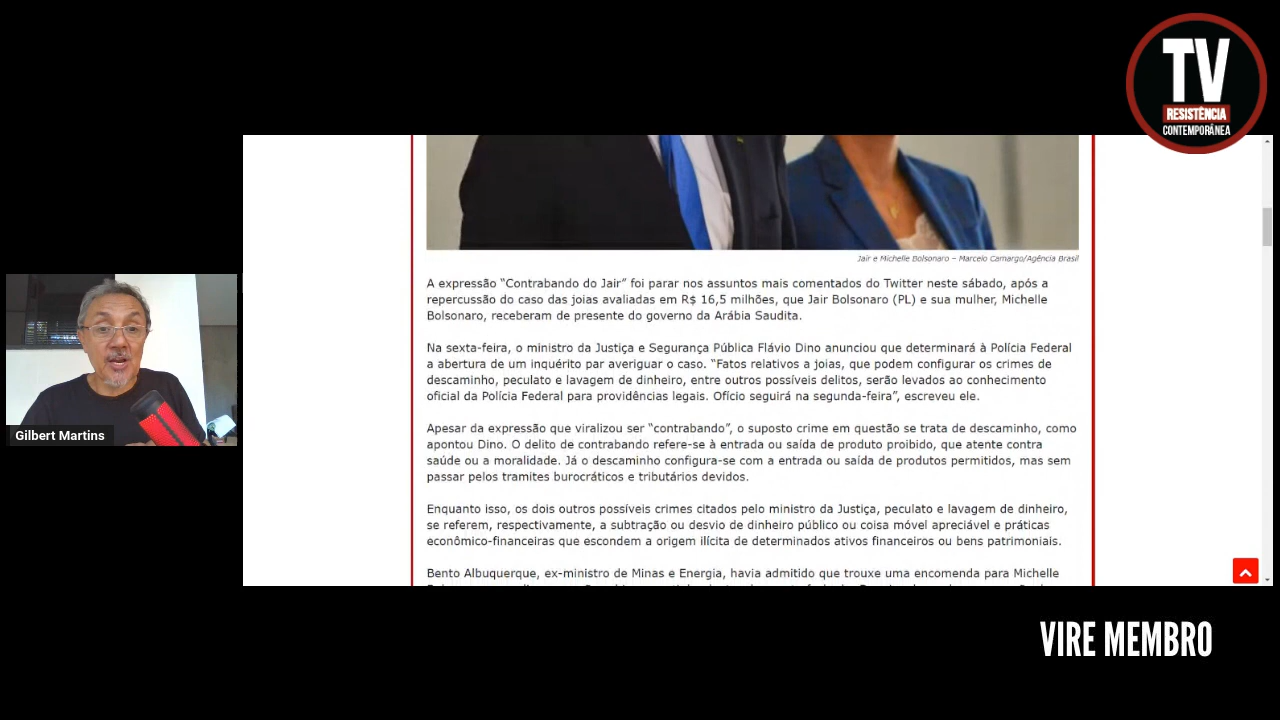 TV
RESISTÊNCIA
CONTEMPORÂNEA
Jair e Michelle Bolsonaro – Marcelo Camargo/Agência Brasil
A expressão “Contrabando do Jair” foi parar nos assuntos mais comentados do Twitter neste sábado, após a
repercussão do caso das joias avaliadas em R$ 16,5 milhões, que Jair Bolsonaro (PL) e sua mulher, Michelle
Bolsonaro, receberam de presente do governo da Arábia Saudita.
Na sexta-feira, o ministro da Justiça e Segurança Pública Flávio Dino anunciou que determinará à Polícia Federal
a abertura de um inquérito par averiguar o caso. “Fatos relativos a joias, que podem configurar os crimes de
descaminho, peculato e lavagem de dinheiro, entre outros possíveis delitos, serão levados ao conhecimento
oficial da Polícia Federal para providências legais. Ofício seguirá na segunda-feira”, escreveu ele.
Apesar da expressão que viralizou ser “contrabando”, o suposto crime em questão se trata de descaminho, como
apontou Dino. O delito de contrabando refere-se à entrada ou saída de produto proibido, que atente contra
saúde ou a moralidade. Já o descaminho configura-se com a entrada ou saída de produtos permitidos, mas sem
passar pelos tramites burocráticos e tributários devidos.
Enquanto isso, os dois outros possíveis crimes citados pelo ministro da Justiça, peculato e lavagem de dinheiro,
se referem, respectivamente, a subtração ou desvio de dinheiro público ou coisa móvel apreciável e práticas
econômico-financeiras que escondem a origem ilícita de determinados ativos financeiros ou bens patrimoniais.
Bento Albuquerque, ex-ministro de Minas e Energia, havia admitido que trouxe uma encomenda para Michelle
Gilbert Martins
VIRE MEMBRO